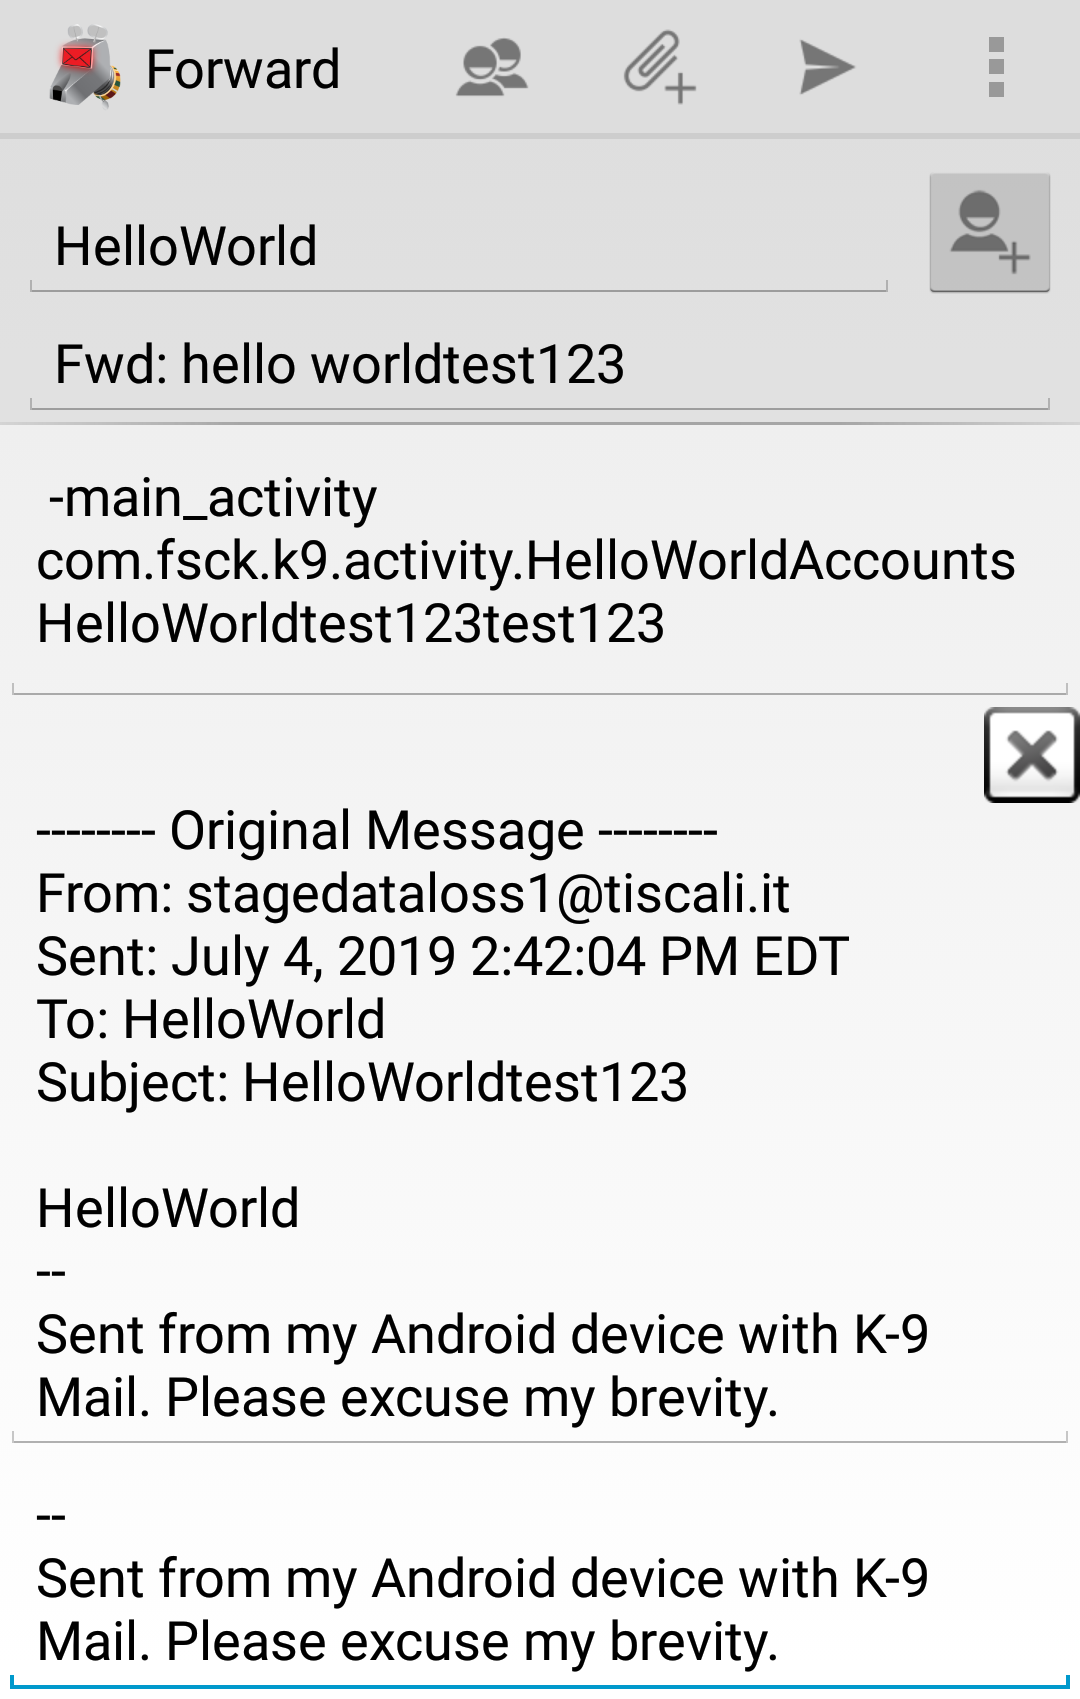 Forward
HelloWorld
Fwd: hello worldtest123
-main_activity
com.fsck.k9.activity.HelloWorldAccounts
HelloWorldtest123test123
-------- Original Message --------
From: stagedataloss1@tiscali.it
Sent: July 4, 2019 2:42:04 PM EDT
To: HelloWorld
Subject: HelloWorldtest123
HelloWorld
--
Sent from my Android device with K-9
Mail. Please excuse my brevity.
--
Sent from my Android device with K-9
Mail. Please excuse my brevity.